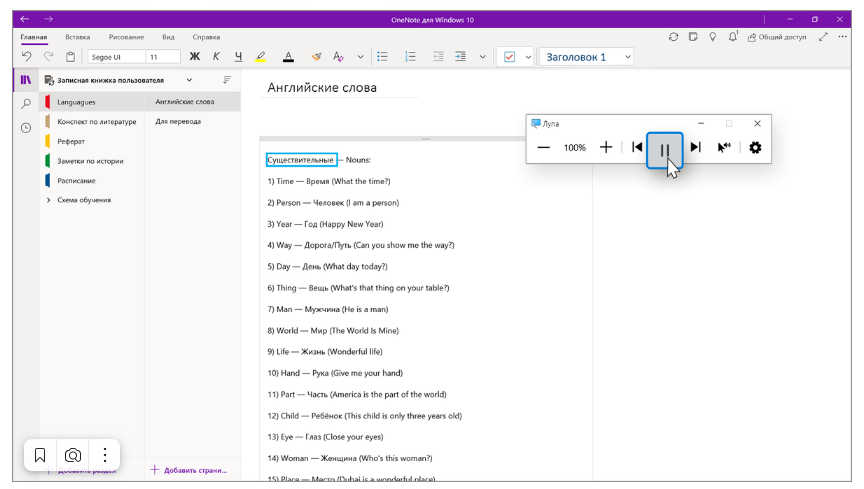 OneNote для Windows 10
Главная Вставка Рисование Вид Справка
1
Общий доступ
Segoe UI 11 Ж К Ч Заголовок 1
Записная книжка пользователя
Languagues
Конспект по литературе
Реферат
Заметки по истории
Расписание
Схема обучения
Английские слова
Для перевода
Английские слова
Лупа
100%
Существительные — Nouns:
1) Time — Время (What the time?)
2) Person — Человек (I am a person)
3) Year — Год (Happy New Year)
4) Way — Дорога/Путь (Can you show me the way?)
5) Day — День (What day today?)
6) Thing — Вещь (What's that thing on your table?)
7) Man — Мужчина (He is a man)
8) World — Мир (The World Is Mine)
9) Life — Жизнь (Wonderful life)
10) Hand — Рука (Give me your hand)
11) Part — Часть (America is the part of the world)
12) Child — Ребёнок (This child is only three years old)
13) Eye — Глаз (Close your eyes)
14) Woman — Женщина (Who's this woman?)
15) Place — Место (Dubai is a wonderful place)
Добавить раздел
Добавить страни...